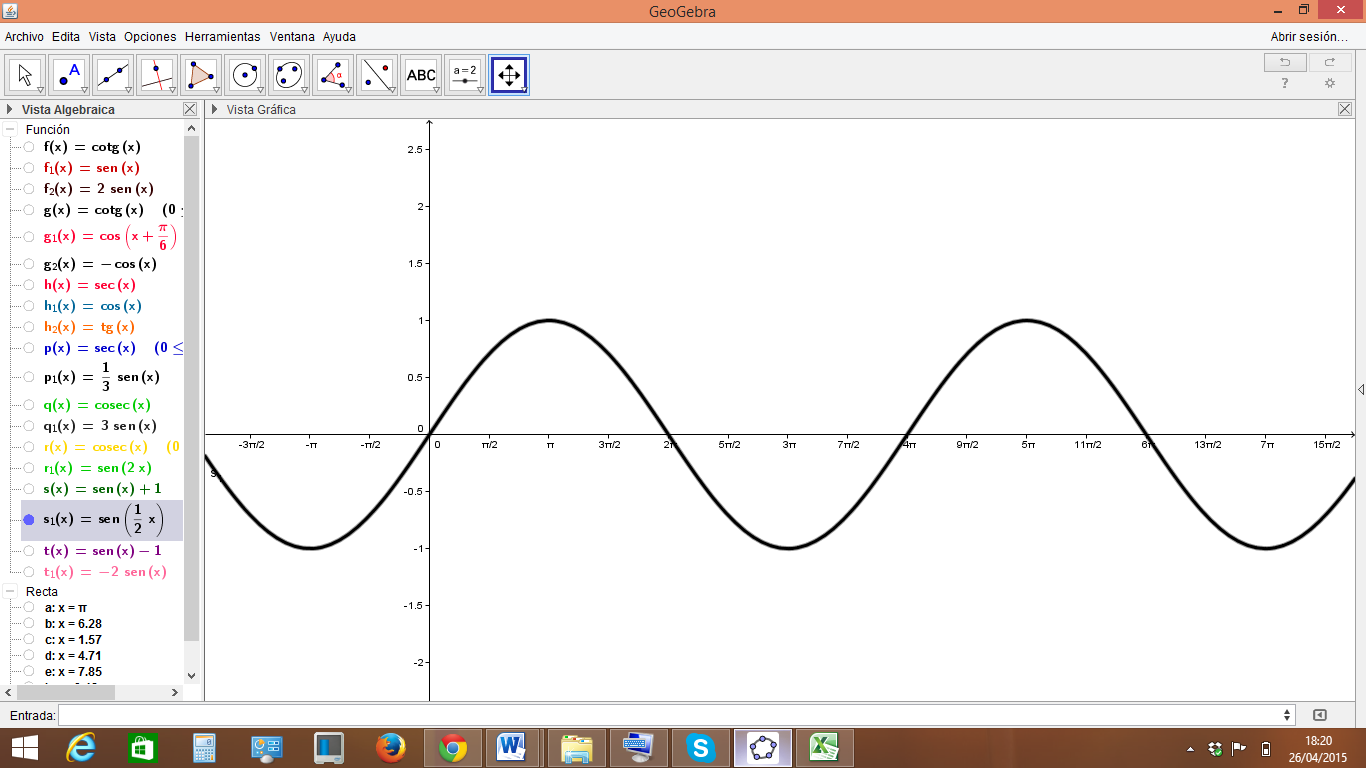 GeoGebra
Archivo Edita Vista Opciones Herramientas Ventana Ayuda Abrir sesión...
A ABC a=2 α
?
Vista Algebraica
Vista Gráfica
Función
f(x) = cotg (x)
f₁(x) = sen (x)
f₂(x) = 2 sen (x)
g(x) = cotg (x) (0
g₁(x) = cos (x + π/6)
g₂(x) = − cos (x)
h(x) = sec (x)
h₁(x) = cos (x)
h₂(x) = tg (x)
p(x) = sec (x) (0 ≤
p₁(x) = 1/3 sen (x)
q(x) = cosec (x)
q₁(x) = 3 sen (x)
r(x) = cosec (x) (0
r₁(x) = sen (2 x)
s(x) = sen (x) + 1
s₁(x) = sen (1/2 x)
t(x) = sen (x) − 1
t₁(x) = −2 sen (x)
Recta
a: x = π
b: x = 6.28
c: x = 1.57
d: x = 4.71
e: x = 7.85
2.5
2
1.5
1
0.5
0
-0.5
-1
-1.5
-2
-3π/2 -π -π/2 0 π/2 π 3π/2 2π 5π/2 3π 7π/2 4π 9π/2 5π 11π/2 6π 13π/2 7π 15π/2
Entrada:
18:20
26/04/2015